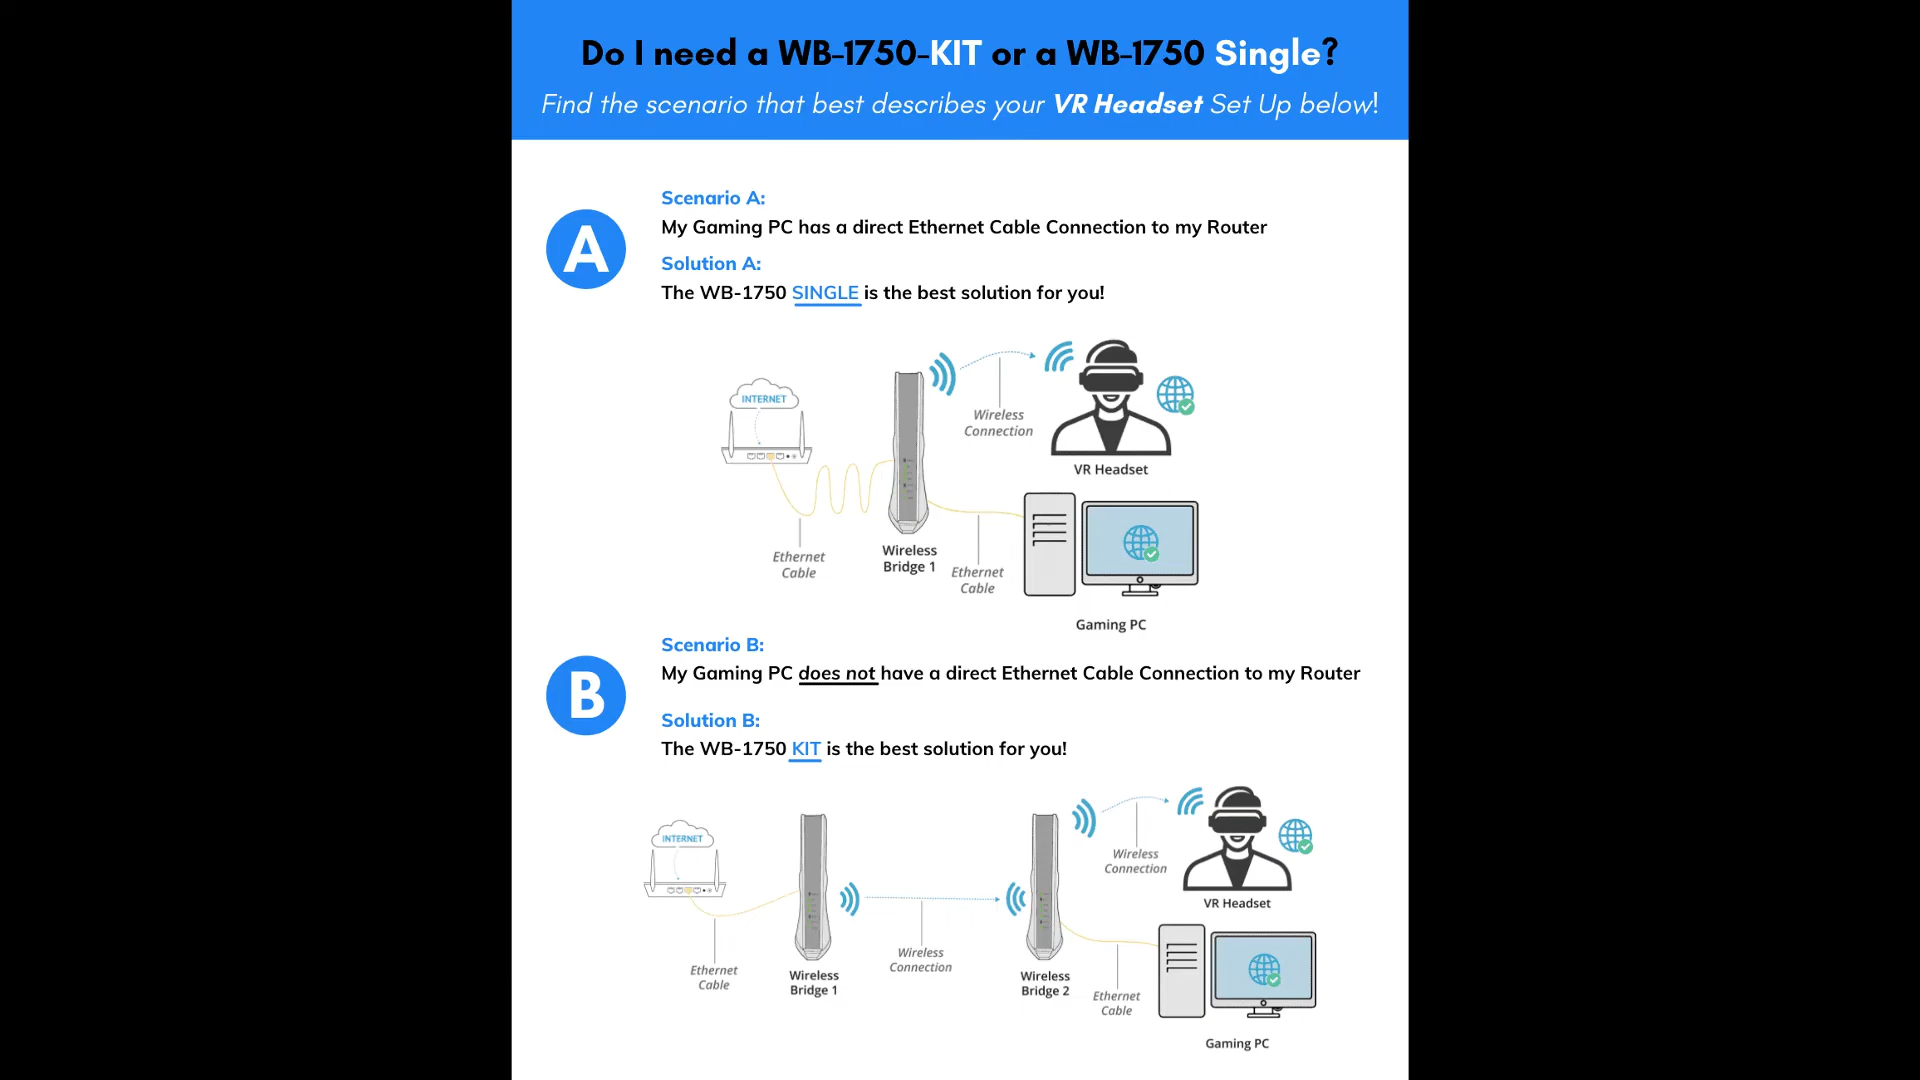 Do I need a WB-1750-KIT or a WB-1750 Single?
Find the scenario that best describes your VR Headset Set Up below!
A
Scenario A:
My Gaming PC has a direct Ethernet Cable Connection to my Router
Solution A:
The WB-1750 SINGLE is the best solution for you!
INTERNET
Wireless
Connection
VR Headset
Ethernet
Cable
Wireless
Bridge 1
Ethernet
Cable
Gaming PC
B
Scenario B:
My Gaming PC does not have a direct Ethernet Cable Connection to my Router
Solution B:
The WB-1750 KIT is the best solution for you!
INTERNET
Wireless
Connection
VR Headset
Ethernet
Cable
Wireless
Bridge 1
Wireless
Connection
Wireless
Bridge 2
Ethernet
Cable
Gaming PC